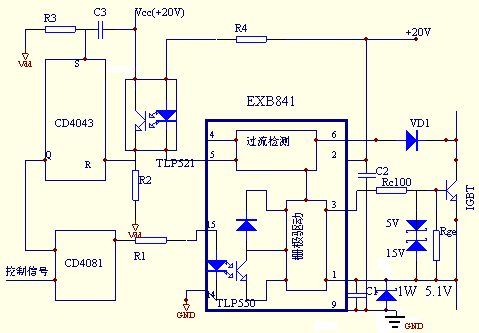 C3
R3
Vcc(+20V)
R4
+20V
Vdd
S
CD4043
EXB841
Q
R
TLP521
4
过流检测
6
VD1
5
2
C2
R2
Rc100
IGBT
Vdd
3
15
栅极驱动
5V
Rge
R1
CD4081
15V
控制信号
14
TLP550
1
C1
1W 5.1V
GND
9
GND